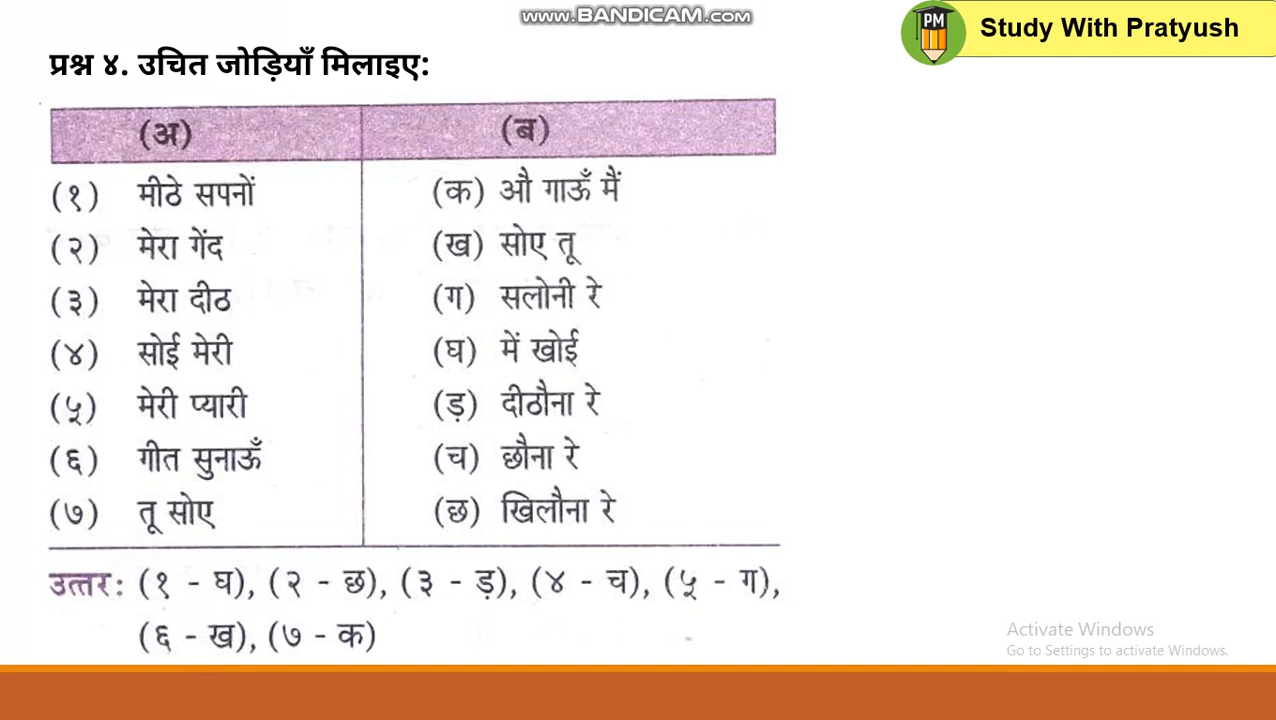 www.BANDICAM.com
PM
Study With Pratyush
प्रश्न ४. उचित जोड़ियाँ मिलाइए:
(अ) (ब)
(१) मीठे सपनों (क) औ गाऊँ मैं
(२) मेरा गेंद (ख) सोए तू
(३) मेरा दीठ (ग) सलोनी रे
(४) सोई मेरी (घ) में खोई
(५) मेरी प्यारी (ड़) दीठौना रे
(६) गीत सुनाऊँ (च) छौना रे
(७) तू सोए (छ) खिलौना रे
उत्तर: (१ - घ), (२ - छ), (३ - ड़), (४ - च), (५ - ग),
(६ - ख), (७ - क)
Activate Windows
Go to Settings to activate Windows.